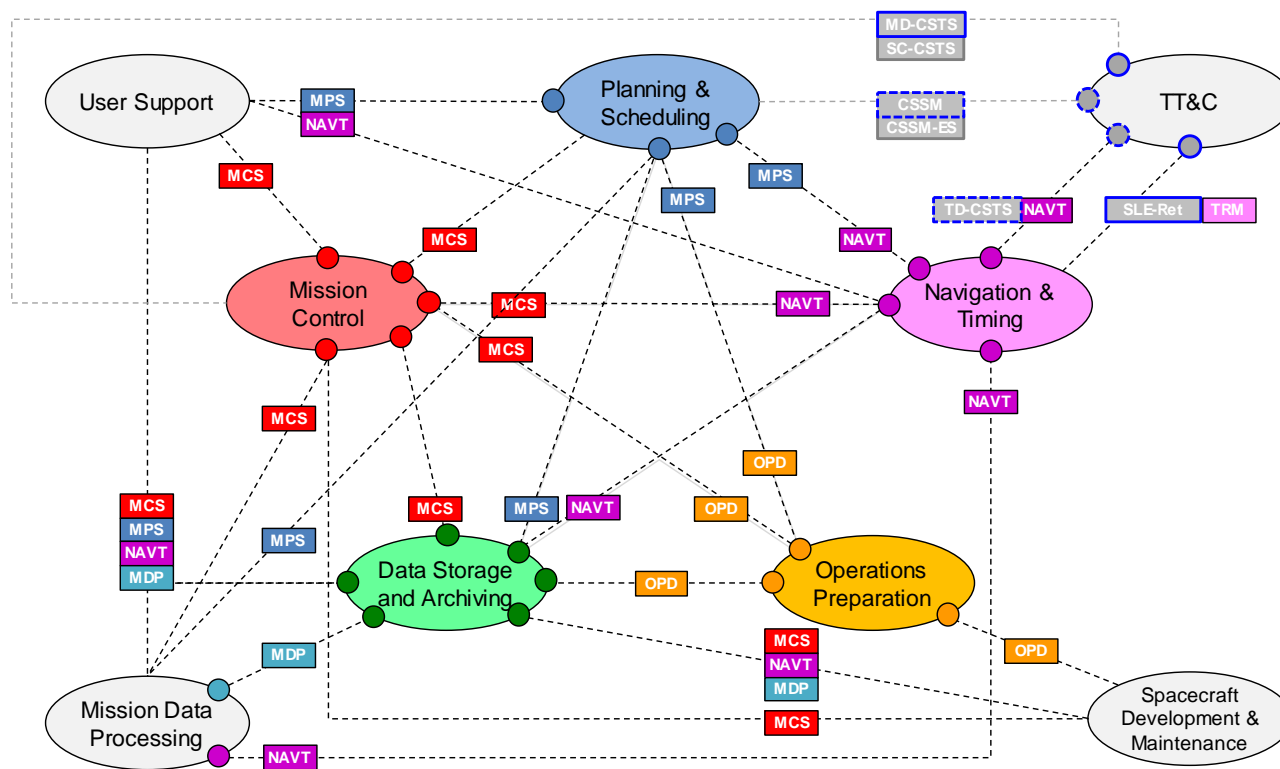 MD-CSTS
SC-CSTS
User Support
MPS
NAVT
Planning &
Scheduling
CSSM
CSSM-ES
TT&C
MCS
MPS
MPS
TD-CSTS
NAVT
SLE-Ret
TRM
MCS
NAVT
Mission
Control
MCS
NAVT
Navigation &
Timing
MCS
MCS
NAVT
OPD
MCS
MPS
NAVT
MDP
MCS
MPS
NAVT
OPD
MPS
Data Storage
and Archiving
OPD
Operations
Preparation
MDP
MCS
NAVT
MDP
OPD
Mission Data
Processing
MCS
Spacecraft
Development &
Maintenance
NAVT